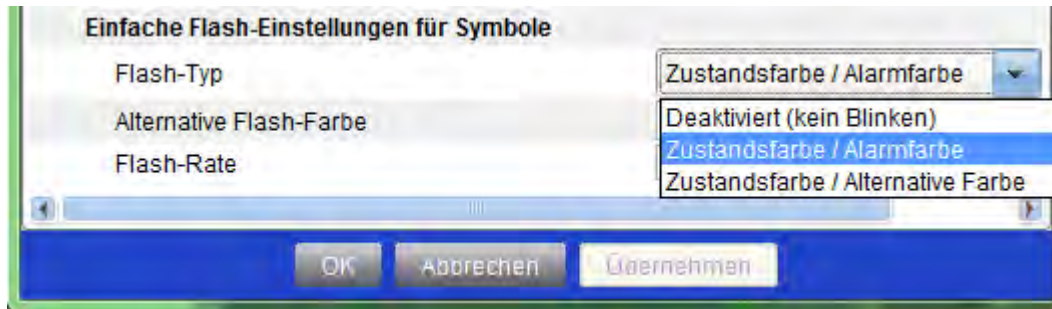 Einfache Flash-Einstellungen für Symbole
Flash-Typ
Zustandsfarbe / Alarmfarbe
Alternative Flash-Farbe
Deaktiviert (kein Blinken)
Zustandsfarbe / Alarmfarbe
Flash-Rate
Zustandsfarbe / Alternative Farbe
OK
Abbrechen
Übernehmen